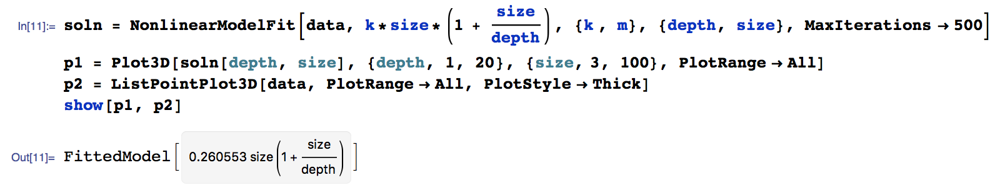 In[11]:= soln = NonlinearModelFit[data, k*size*(1 + size/depth), {k, m}, {depth, size}, MaxIterations → 500]
p1 = Plot3D[soln[depth, size], {depth, 1, 20}, {size, 3, 100}, PlotRange → All]
p2 = ListPointPlot3D[data, PlotRange → All, PlotStyle → Thick]
show[p1, p2]
Out[11]= FittedModel[0.260553 size(1 + size/depth)]